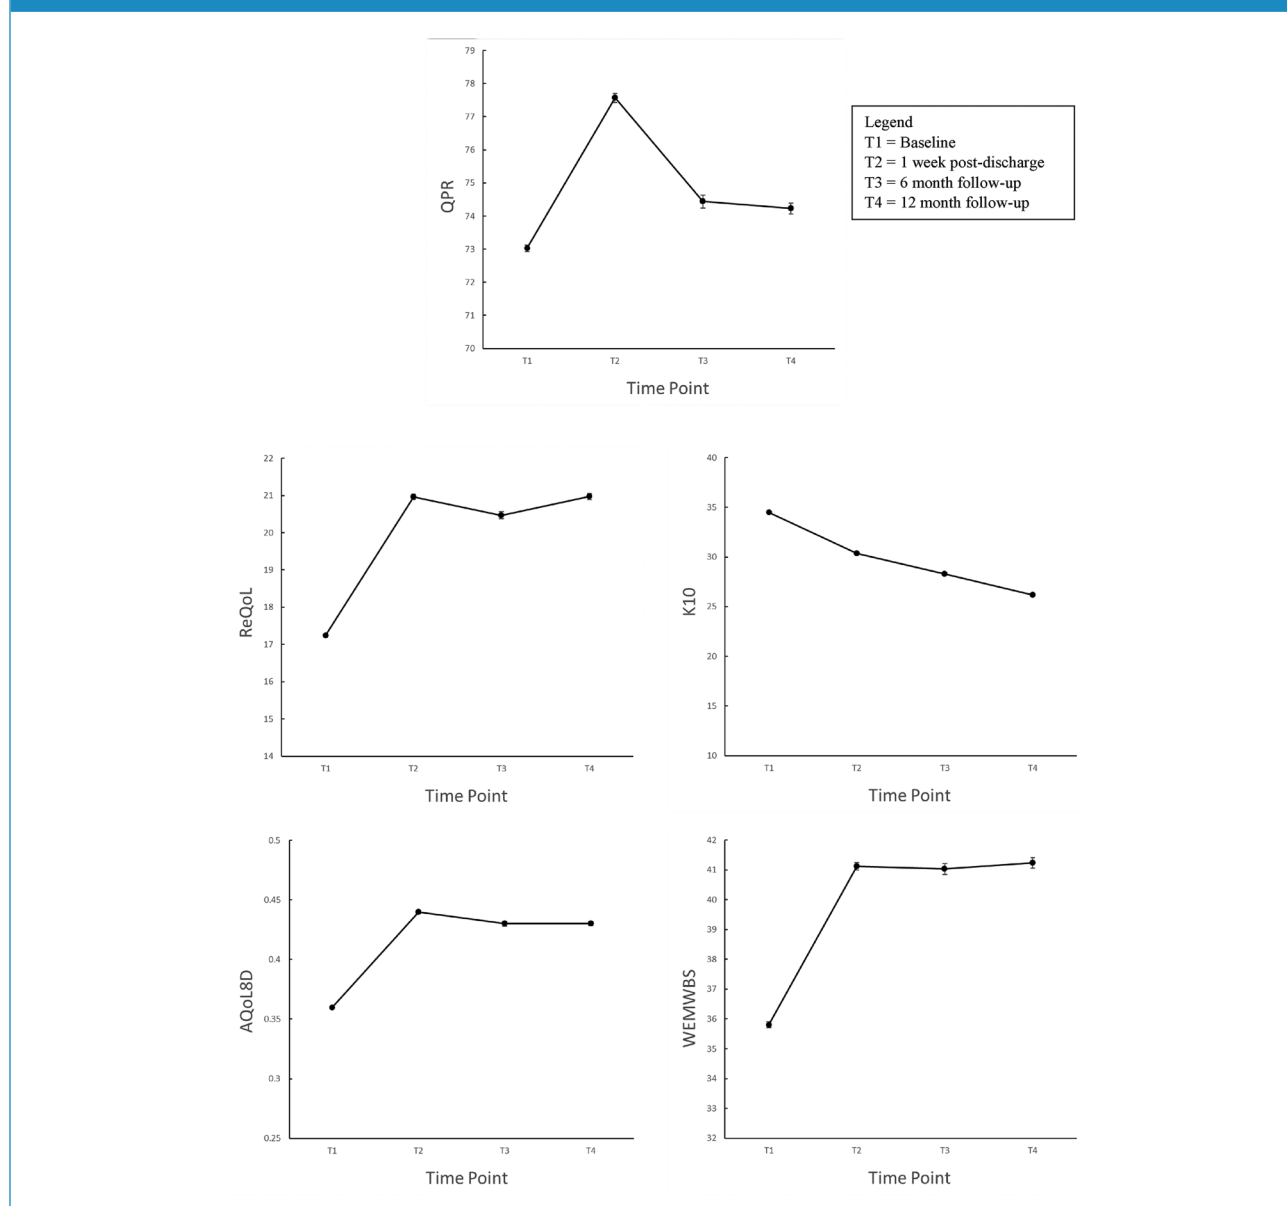 79
78
77
76
75
74
73
72
71
70
QPR
T1 T2 T3 T4
Time Point
Legend
T1 = Baseline
T2 = 1 week post-discharge
T3 = 6 month follow-up
T4 = 12 month follow-up
22
21
20
19
18
17
16
15
14
ReQoL
T1 T2 T3 T4
Time Point
40
35
30
25
20
15
10
K10
T1 T2 T3 T4
Time Point
0.5
0.45
0.4
0.35
0.3
0.25
AQoL8D
T1 T2 T3 T4
Time Point
42
41
40
39
38
37
36
35
34
33
32
WEMWBS
T1 T2 T3 T4
Time Point